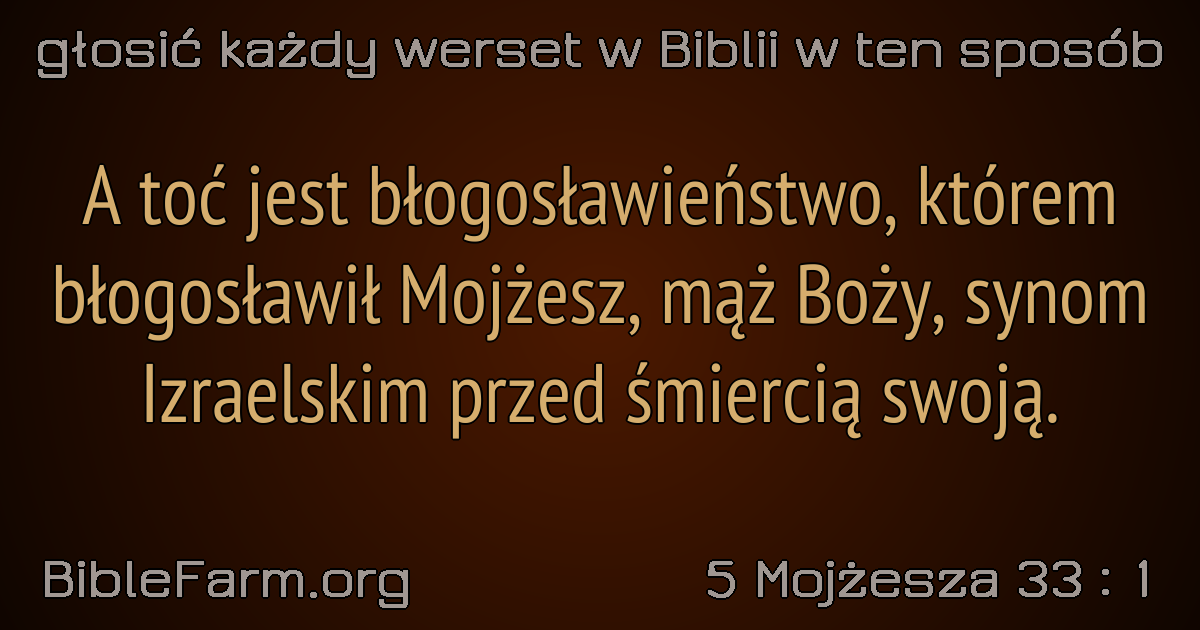 głosić każdy werset w Biblii w ten sposób
A toć jest błogosławieństwo, którem
błogosławił Mojżesz, mąż Boży, synom
Izraelskim przed śmiercią swoją.
BibleFarm.org
5 Mojżesza 33 : 1